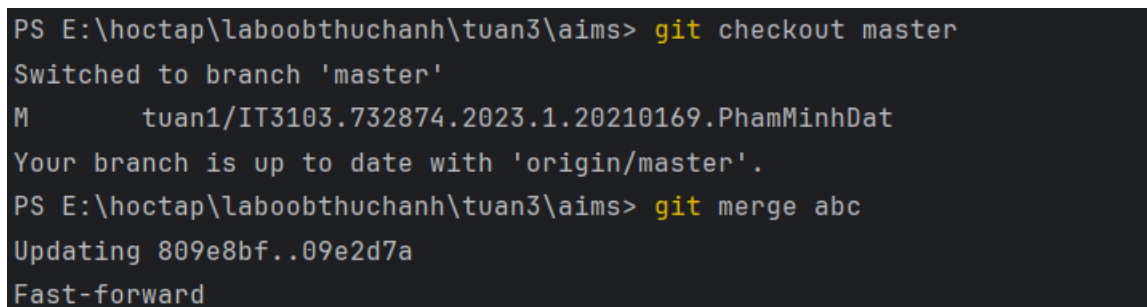 PS E:\hoctap\laboobthuchanh\tuan3\aims> git checkout master
Switched to branch 'master'
M       tuan1/IT3103.732874.2023.1.20210169.PhamMinhDat
Your branch is up to date with 'origin/master'.
PS E:\hoctap\laboobthuchanh\tuan3\aims> git merge abc
Updating 809e8bf..09e2d7a
Fast-forward